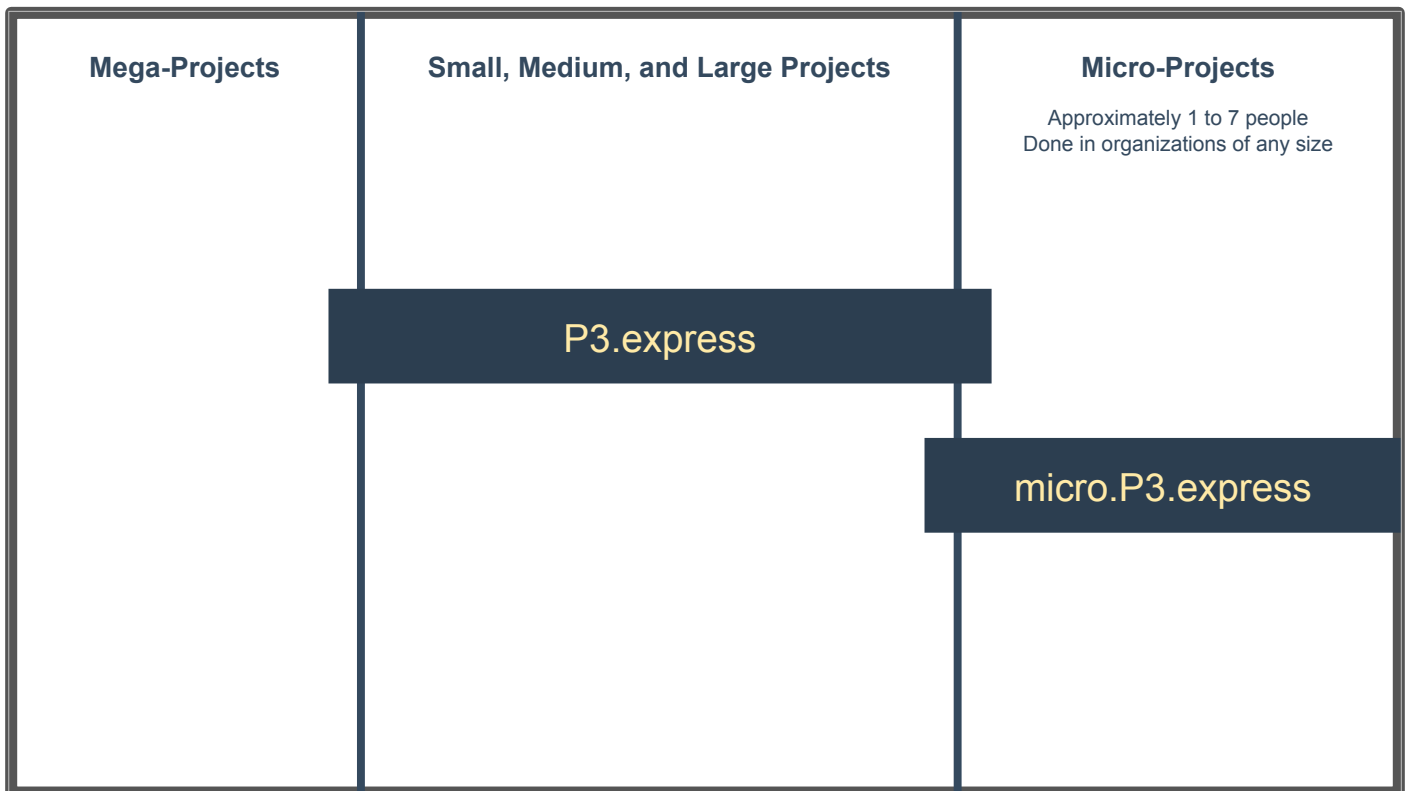 Mega-Projects
Small, Medium, and Large Projects
Micro-Projects
Approximately 1 to 7 people
Done in organizations of any size
P3.express
micro.P3.express